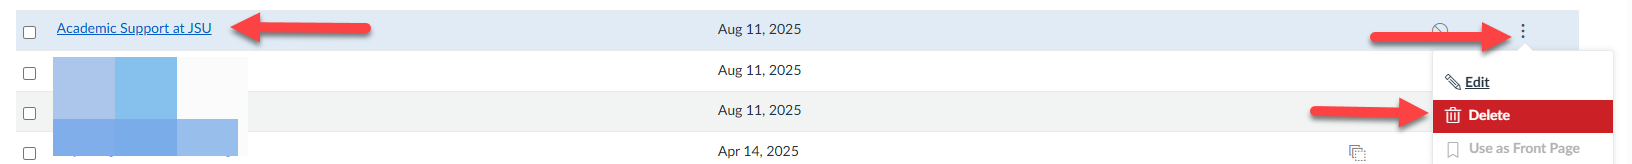 Academic Support at JSU Aug 11, 2025
Aug 11, 2025
Edit
Aug 11, 2025
Delete
Apr 14, 2025
Use as Front Page